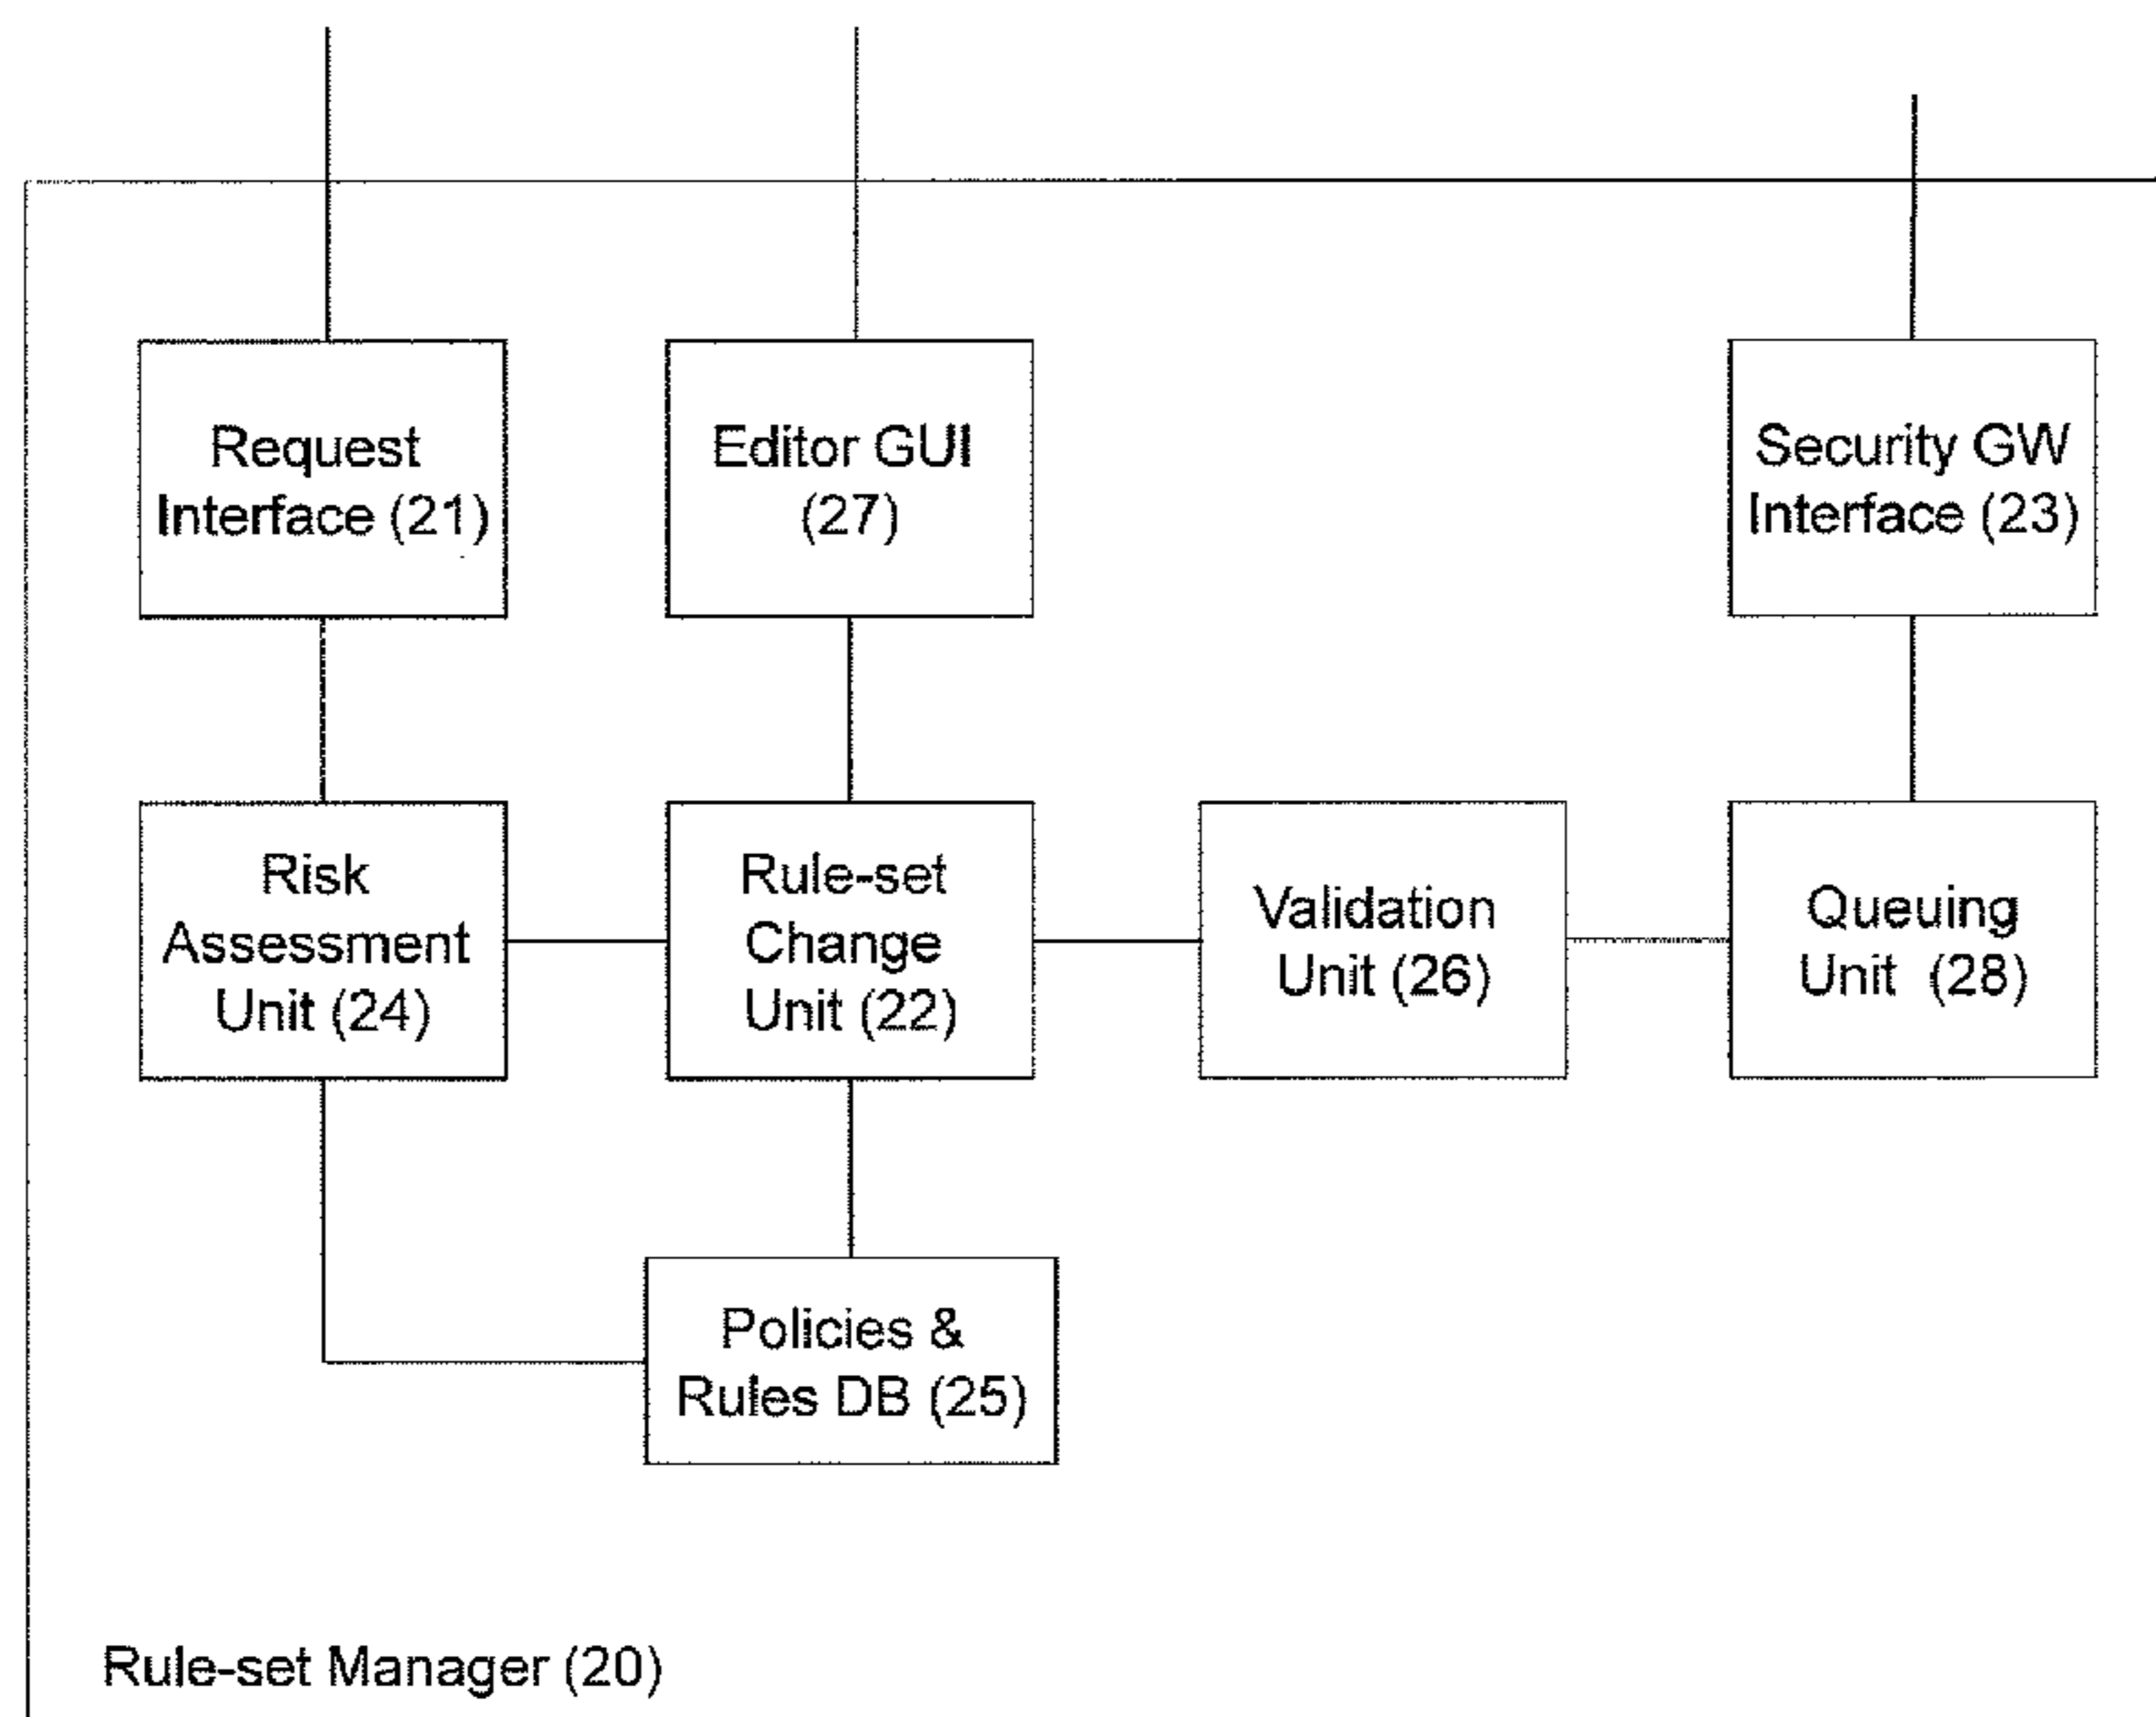 Request
Interface (21)
Editor GUI
(27)
Security GW
Interface (23)
Risk
Assessment
Unit (24)
Rule-set
Change
Unit (22)
Validation
Unit (26)
Queuing
Unit (28)
Policies &
Rules DB (25)
Rule-set Manager (20)